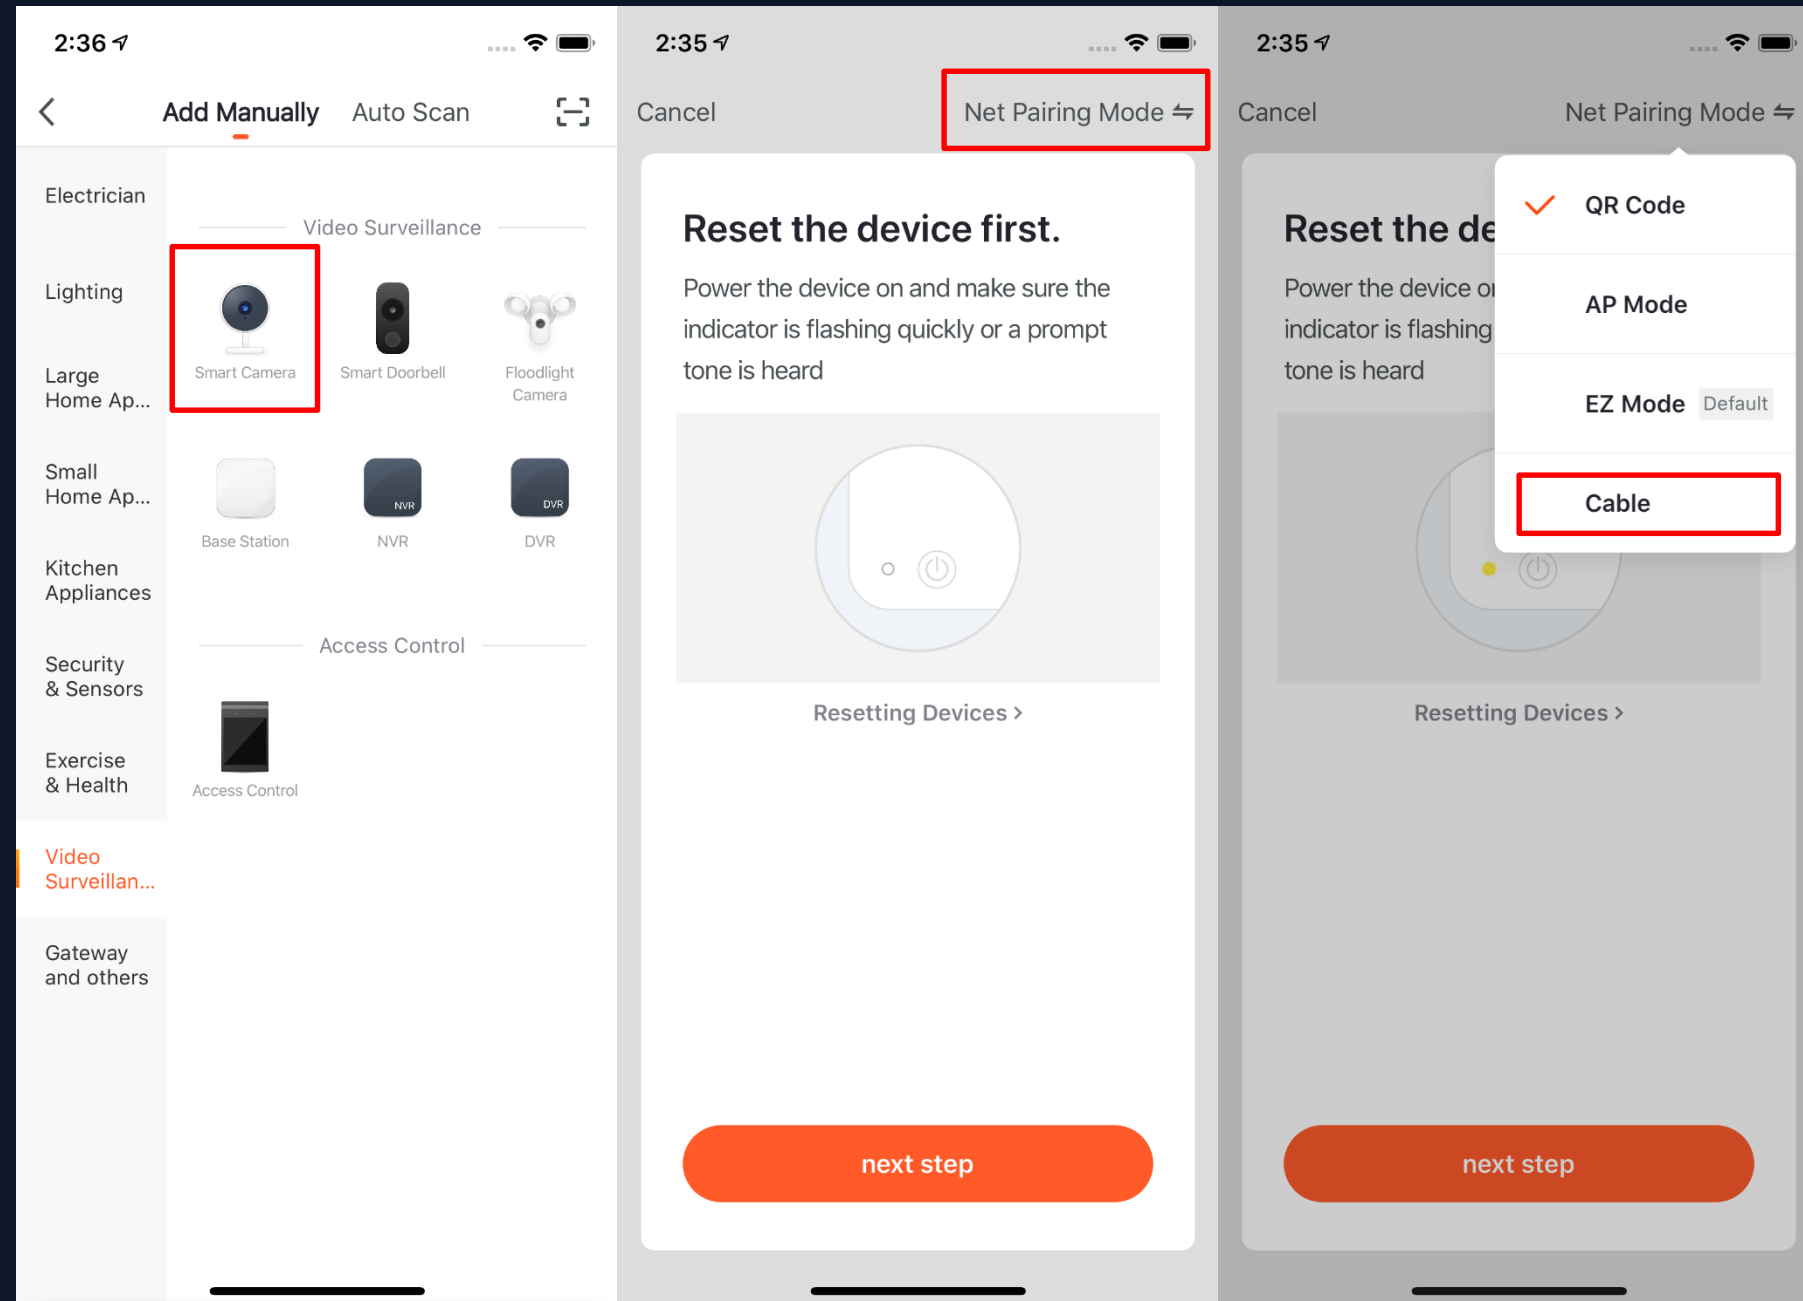 2:36
Add Manually Auto Scan
Electrician
Lighting
Large
Home Ap...
Small
Home Ap...
Kitchen
Appliances
Security
& Sensors
Exercise
& Health
Video
Surveillan...
Gateway
and others
Video Surveillance
Smart Camera
Smart Doorbell
Floodlight
Camera
Base Station
NVR
NVR
DVR
DVR
Access Control
Access Control
2:35
Cancel
Net Pairing Mode
Reset the device first.
Power the device on and make sure the
indicator is flashing quickly or a prompt
tone is heard
Resetting Devices >
next step
2:35
Cancel
Net Pairing Mode
Reset the de
Power the device o
indicator is flashing
tone is heard
QR Code
AP Mode
EZ Mode Default
Cable
Resetting Devices >
next step